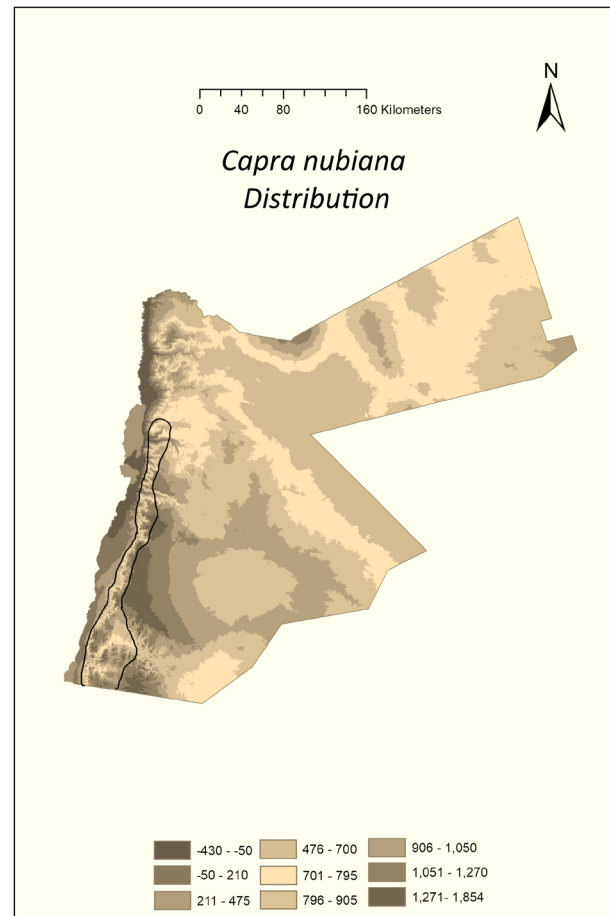 N
0 40 80 160 Kilometers
Capra nubiana
Distribution
-430 - -50
-50 - 210
211 - 475
476 - 700
701 - 795
796 - 905
906 - 1,050
1,051 - 1,270
1,271- 1,854